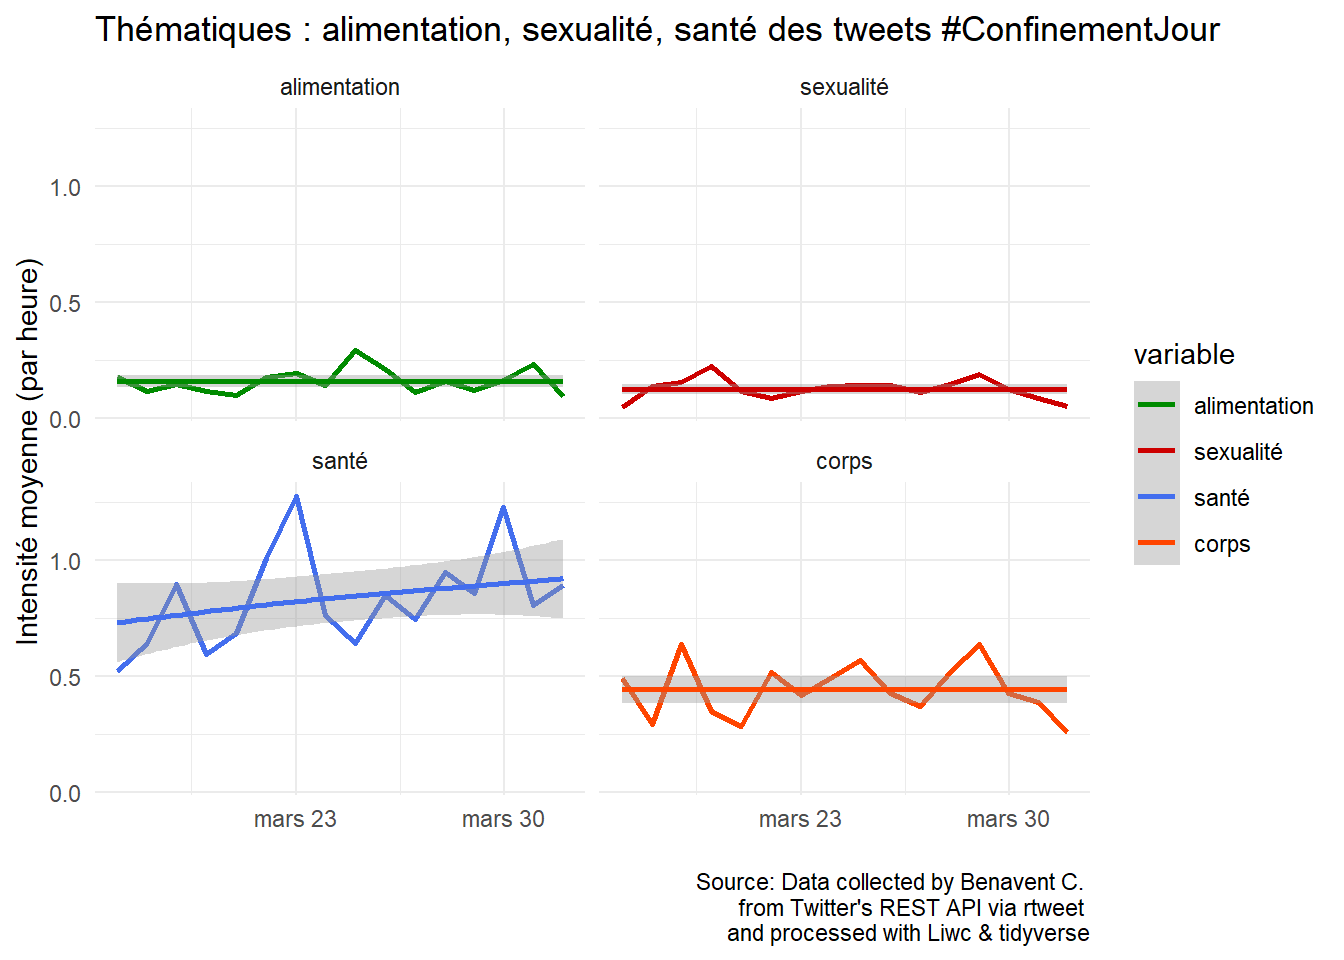 Thématiques : alimentation, sexualité, santé des tweets #ConfinementJour
alimentation
sexualité
1.0
0.5
0.0
Intensité moyenne (par heure)
santé
corps
1.0
0.5
0.0
mars 23
mars 30
mars 23
mars 30
variable
alimentation
sexualité
santé
corps
Source: Data collected by Benavent C.
from Twitter's REST API via rtweet
and processed with Liwc & tidyverse